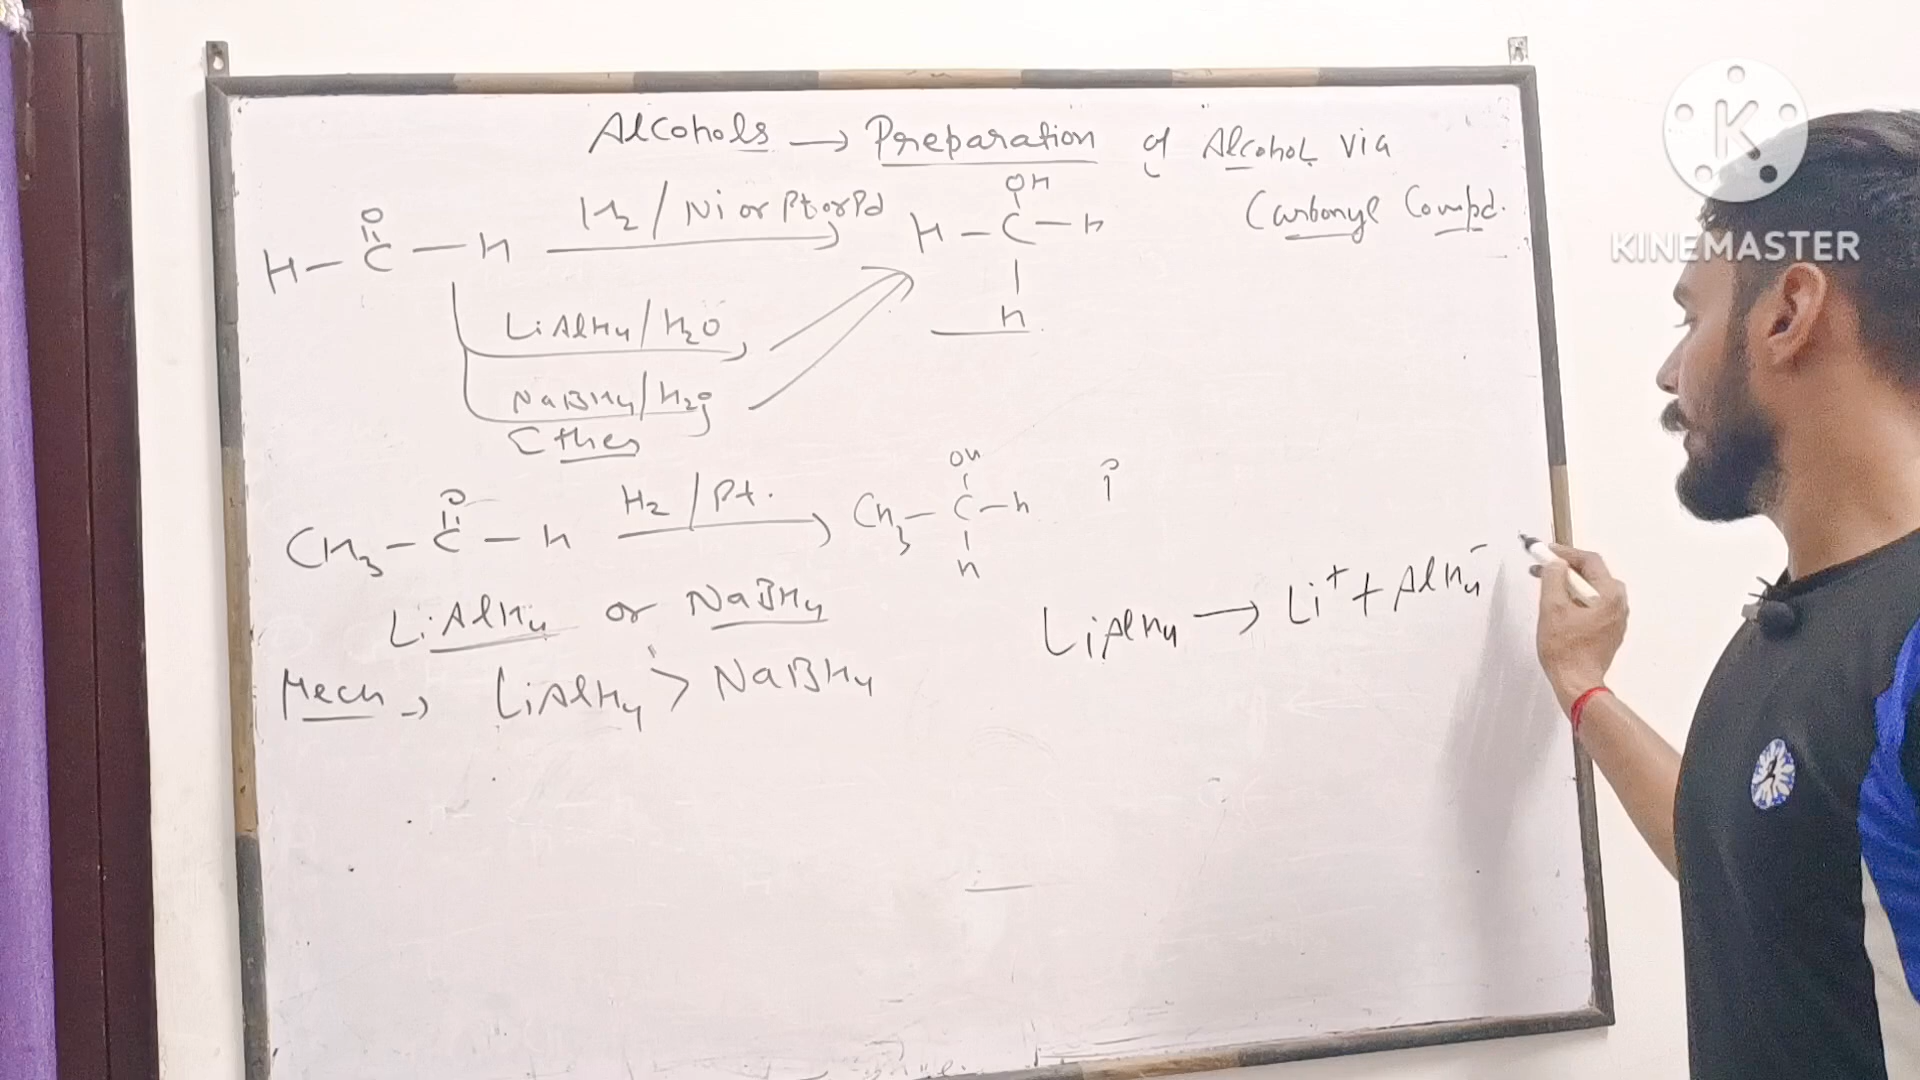 Alcohols → Preparation of Alcohol via
Carbonyl Compd.
O
H – C – H
H2 / Ni or Pt or Pd
OH
H – C – H
H
LiAlH4 / H2O
NaBH4 / H2O
Ether
O
CH3 – C – H
H2 / Pt.
OH
CH3 – C – H
H
LiAlH4 or NaBH4
LiAlH4 → Li+ + AlH4-
Mech → LiAlH4 > NaBH4
K
KINEMASTER